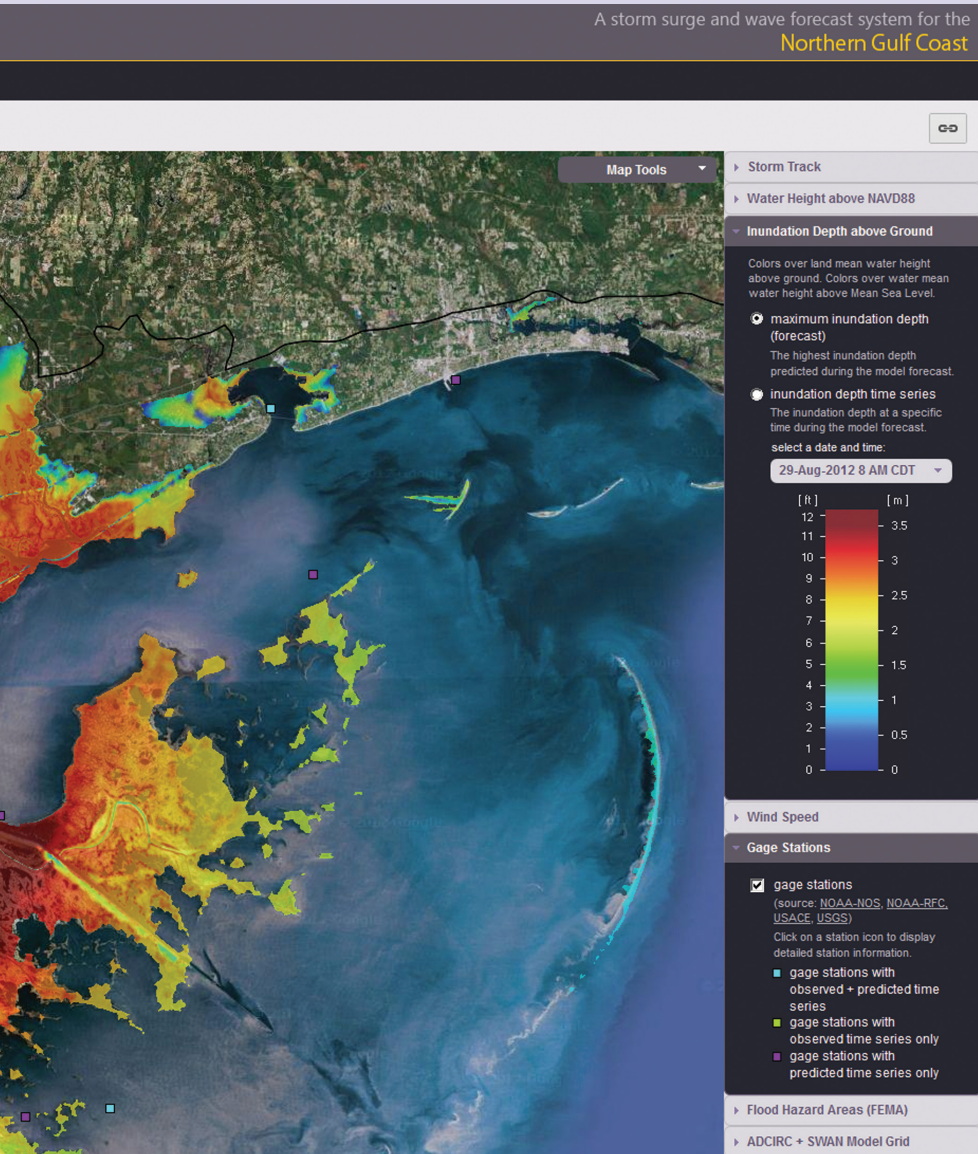 A storm surge and wave forecast system for the
Northern Gulf Coast
Map Tools
Storm Track
Water Height above NAVD88
Inundation Depth above Ground
Colors over land mean water height
above ground. Colors over water mean
water height above Mean Sea Level.
maximum inundation depth
(forecast)
The highest inundation depth
predicted during the model forecast.
inundation depth time series
The inundation depth at a specific
time during the model forecast.
select a date and time:
29-Aug-2012 8 AM CDT
[ ft ] [ m ]
12
3.5
11
10 3
9
8 2.5
7
6 2
5 1.5
4
3 1
2
1 0.5
0 0
Wind Speed
Gage Stations
gage stations
(source: NOAA-NOS, NOAA-RFC,
USACE, USGS)
Click on a station icon to display
detailed station information.
gage stations with
observed + predicted time
series
gage stations with
observed time series only
gage stations with
predicted time series only
Flood Hazard Areas (FEMA)
ADCIRC + SWAN Model Grid